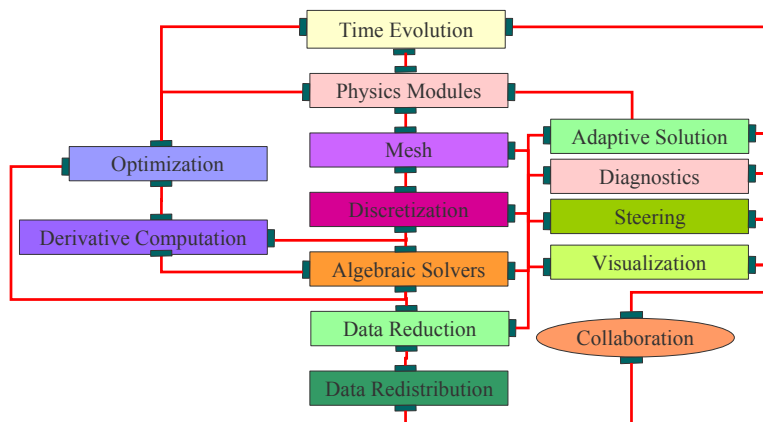 Time Evolution
Physics Modules
Mesh
Adaptive Solution
Optimization
Diagnostics
Discretization
Steering
Derivative Computation
Algebraic Solvers
Visualization
Data Reduction
Collaboration
Data Redistribution